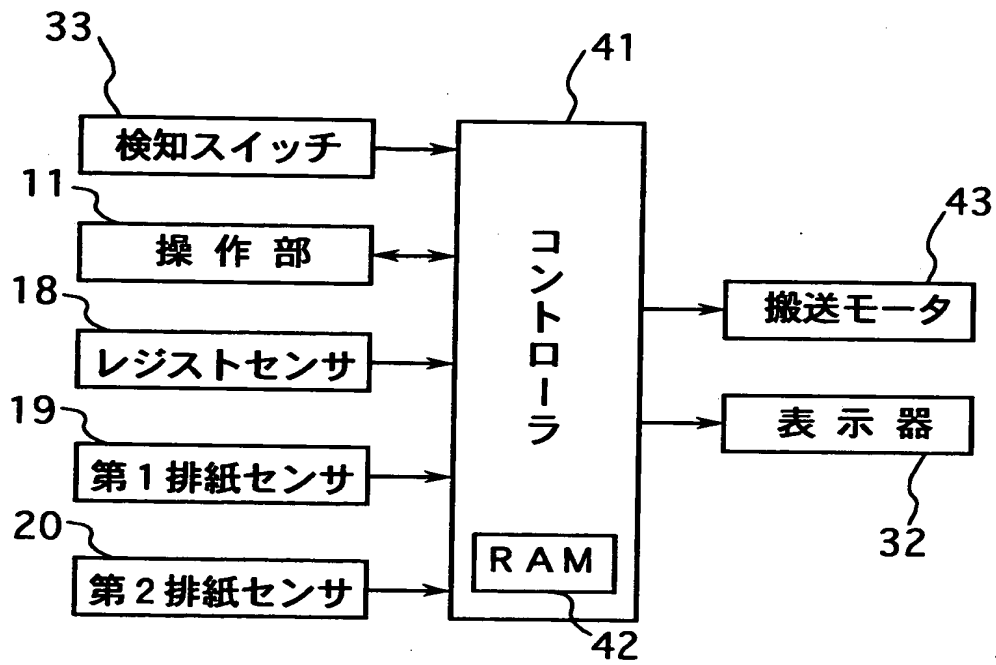 33
検知スイッチ
11
操作部
18
レジストセンサ
19
第1排紙センサ
20
第2排紙センサ
41
コントローラ
RAM
42
43
搬送モータ
表示器
32